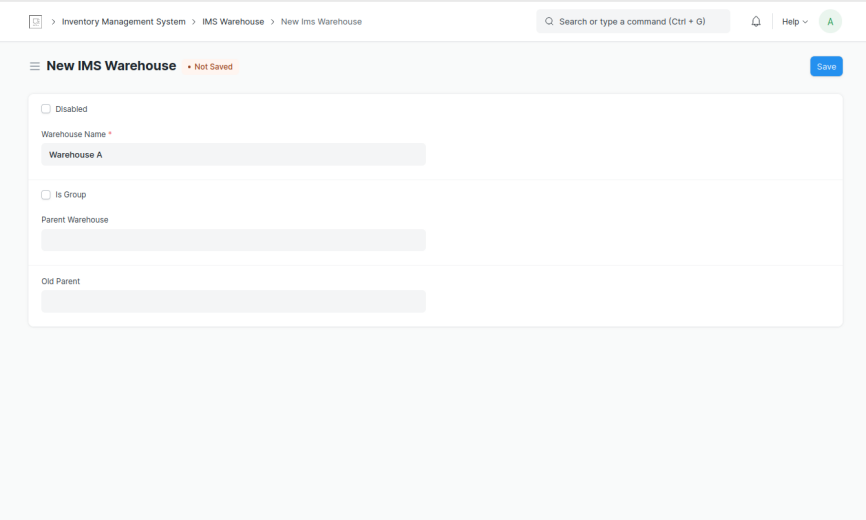 Inventory Management System > IMS Warehouse > New Ims Warehouse
Search or type a command (Ctrl + G)
Help
A
New IMS Warehouse
• Not Saved
Save
Disabled
Warehouse Name *
Warehouse A
Is Group
Parent Warehouse
Old Parent